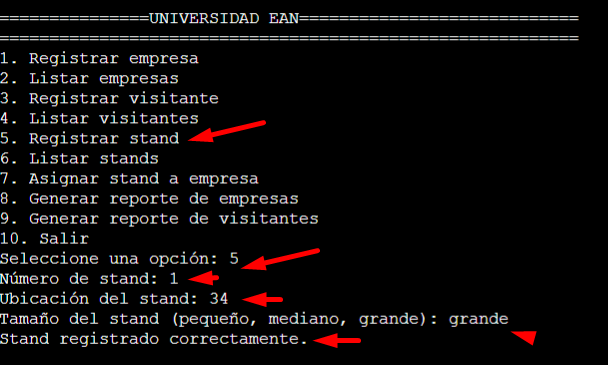 ===============UNIVERSIDAD EAN============================
==========================================================
1. Registrar empresa
2. Listar empresas
3. Registrar visitante
4. Listar visitantes
5. Registrar stand
6. Listar stands
7. Asignar stand a empresa
8. Generar reporte de empresas
9. Generar reporte de visitantes
10. Salir
Seleccione una opción: 5
Número de stand: 1
Ubicación del stand: 34
Tamaño del stand (pequeño, mediano, grande): grande
Stand registrado correctamente.